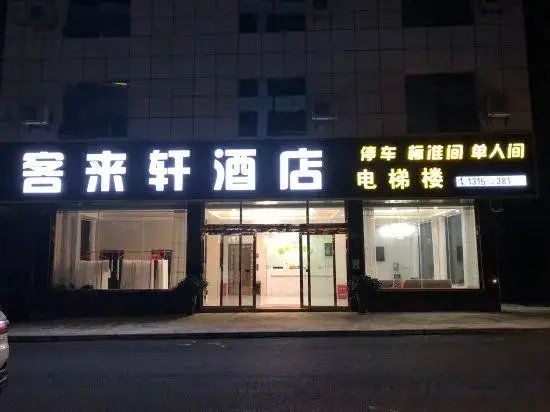 客来轩酒店
停车 标准间 单人间
电梯楼